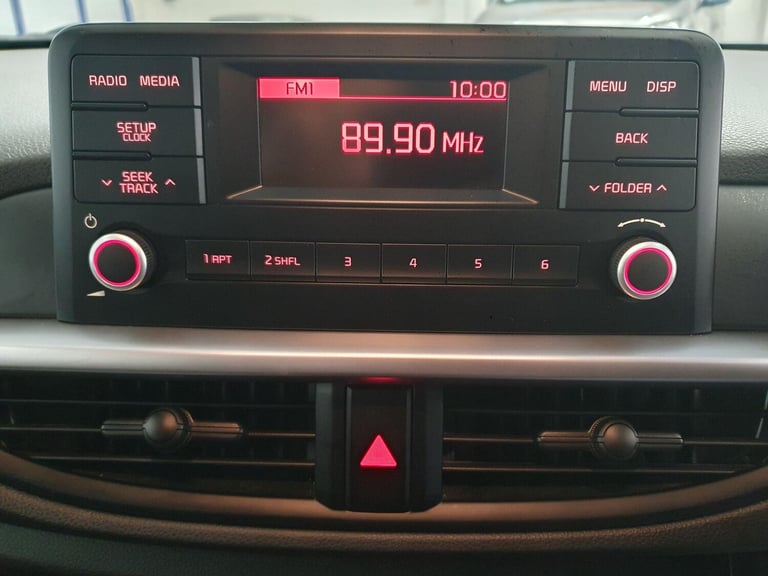 RADIO MEDIA
SETUP
CLOCK
SEEK
TRACK
FM1 10:00
89.90 MHz
MENU DISP
BACK
FOLDER
1 RPT 2 SHFL 3 4 5 6